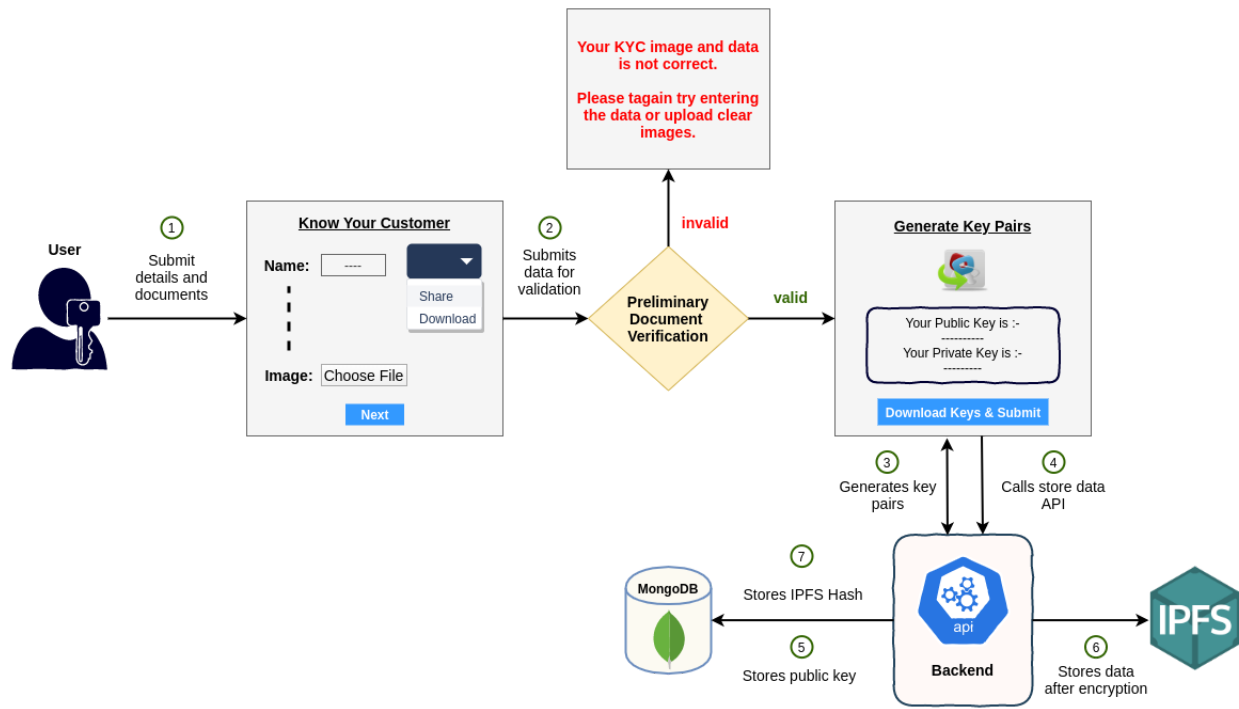 Your KYC image and data
is not correct.
Please tagain try entering
the data or upload clear
images.
invalid
User
1
Submit
details and
documents
Know Your Customer
Name:
----
Share
Download
Image:
Choose File
Next
2
Submits
data for
validation
Preliminary
Document
Verification
valid
Generate Key Pairs
Your Public Key is :-
----------
Your Private Key is :-
---------
Download Keys & Submit
3
Generates key
pairs
4
Calls store data
API
MongoDB
7
Stores IPFS Hash
5
Stores public key
api
Backend
6
Stores data
after encryption
IPFS